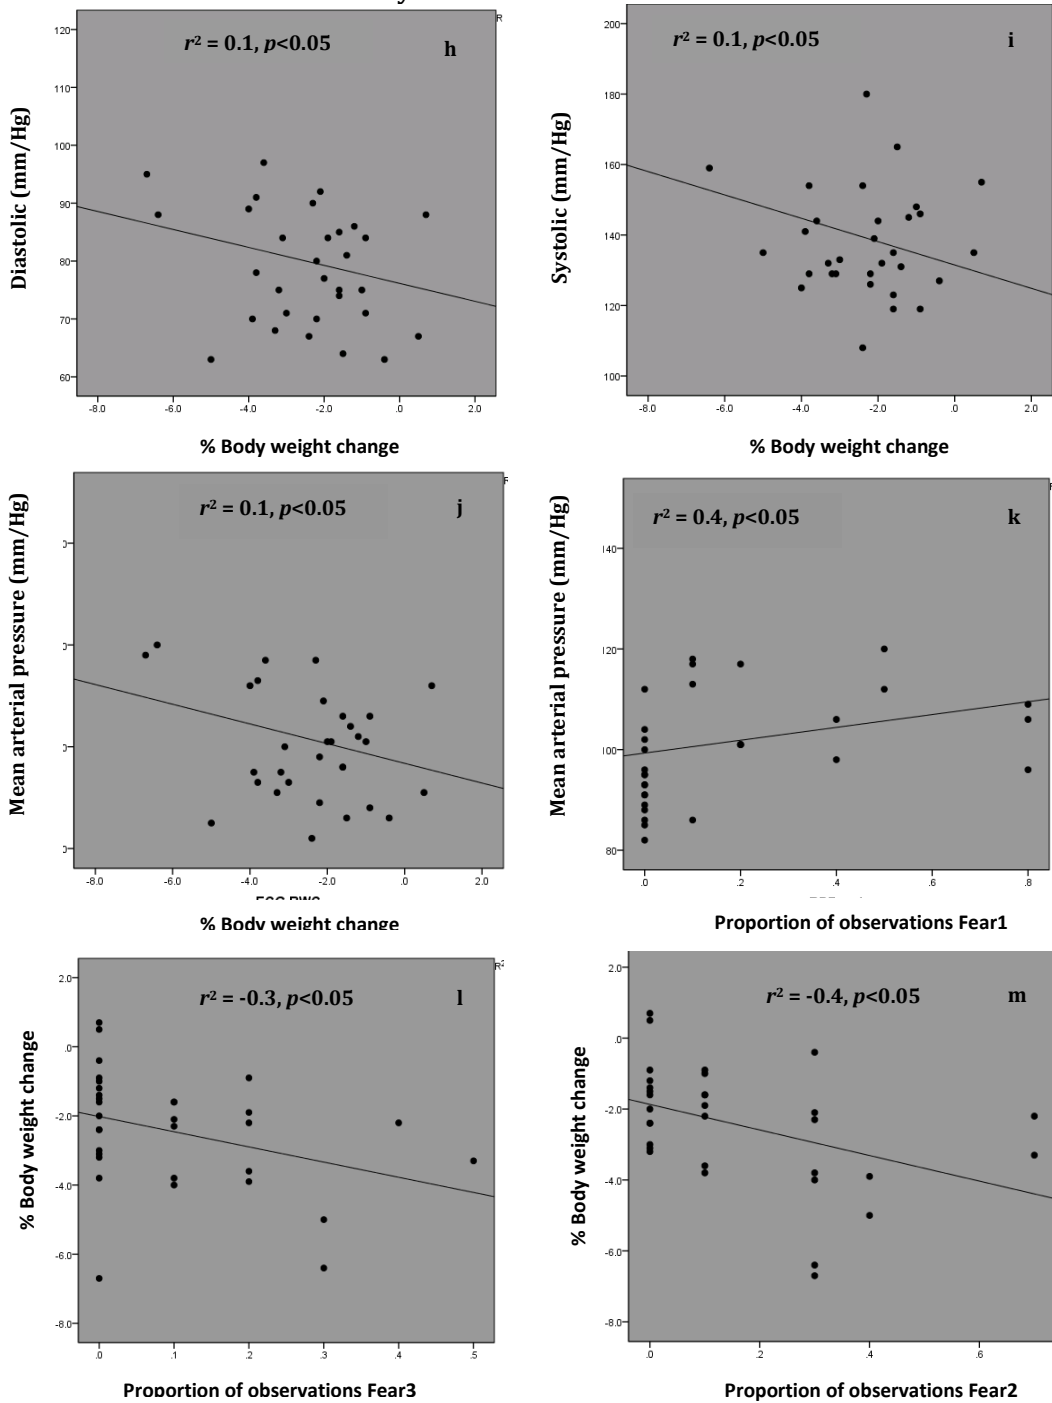 r² = 0.1, p<0.05
h
R
Diastolic (mm/Hg)
120
110
100
90
80
70
60
-8.0 -6.0 -4.0 -2.0 .0 2.0
% Body weight change
r² = 0.1, p<0.05
i
Systolic (mm/Hg)
200
180
160
140
120
100
-8.0 -6.0 -4.0 -2.0 .0 2.0
% Body weight change
r² = 0.1, p<0.05
j
Mean arterial pressure (mm/Hg)
-8.0 -6.0 -4.0 -2.0 .0 2.0
% Body weight change
r² = 0.4, p<0.05
k
Mean arterial pressure (mm/Hg)
140
120
100
80
.0 .2 .4 .6 .8
Proportion of observations Fear1
r² = -0.3, p<0.05
l
R²
% Body weight change
2.0
.0
-2.0
-4.0
-6.0
-8.0
.0 .1 .2 .3 .4 .5
Proportion of observations Fear3
r² = -0.4, p<0.05
m
% Body weight change
2.0
.0
-2.0
-4.0
-6.0
-8.0
.0 .2 .4 .6
Proportion of observations Fear2